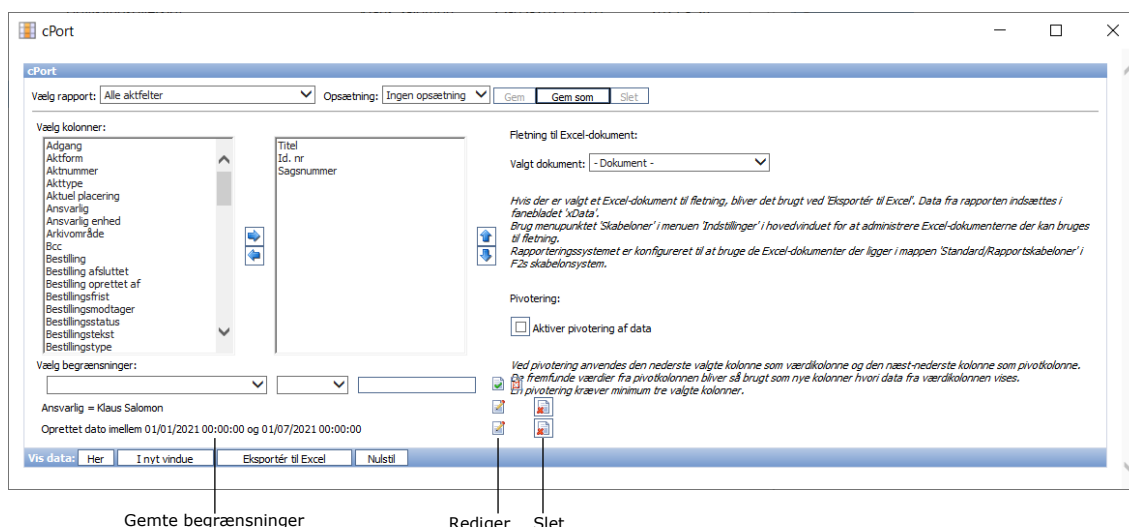 cPort
cPort
Vælg rapport: Alle aktfelter Opsætning: Ingen opsætning Gem Gem som Slet
Vælg kolonner:
Adgang
Aktform
Aktnummer
Akttype
Aktuel placering
Ansvarlig
Ansvarlig enhed
Arkivområde
Bcc
Bestilling
Bestilling afsluttet
Bestilling oprettet af
Bestillingsfrist
Bestillingsmodtager
Bestillingsstatus
Bestillingstekst
Bestillingstype
Titel
Id. nr
Sagsnummer
Fletning til Excel-dokument:
Valgt dokument: - Dokument -
Hvis der er valgt et Excel-dokument til fletning, bliver det brugt ved 'Eksportér til Excel'. Data fra rapporten indsættes i
fanebladet 'xData'.
Brug menupunktet 'Skabeloner' i menuen 'Indstillinger' i hovedvinduet for at administrere Excel-dokumenterne der kan bruges
til fletning.
Rapporteringssystemet er konfigureret til at bruge de Excel-dokumenter der ligger i mappen 'Standard/Rapportskabeloner' i
F2s skabelonsystem.
Pivotering:
Aktiver pivotering af data
Ved pivotering anvendes den nederste valgte kolonne som værdikolonne og den næst-nederste kolonne som pivotkolonne.
De fremfundne værdier fra pivotkolonnen bliver så brugt som nye kolonner hvori data fra værdikolonnen vises.
En pivotering kræver minimum tre valgte kolonner.
Vælg begrænsninger:
Ansvarlig = Klaus Salomon
Oprettet dato imellem 01/01/2021 00:00:00 og 01/07/2021 00:00:00
Vis data: Her I nyt vindue Eksportér til Excel Nulstil
Gemte begrænsninger Rediger Slet